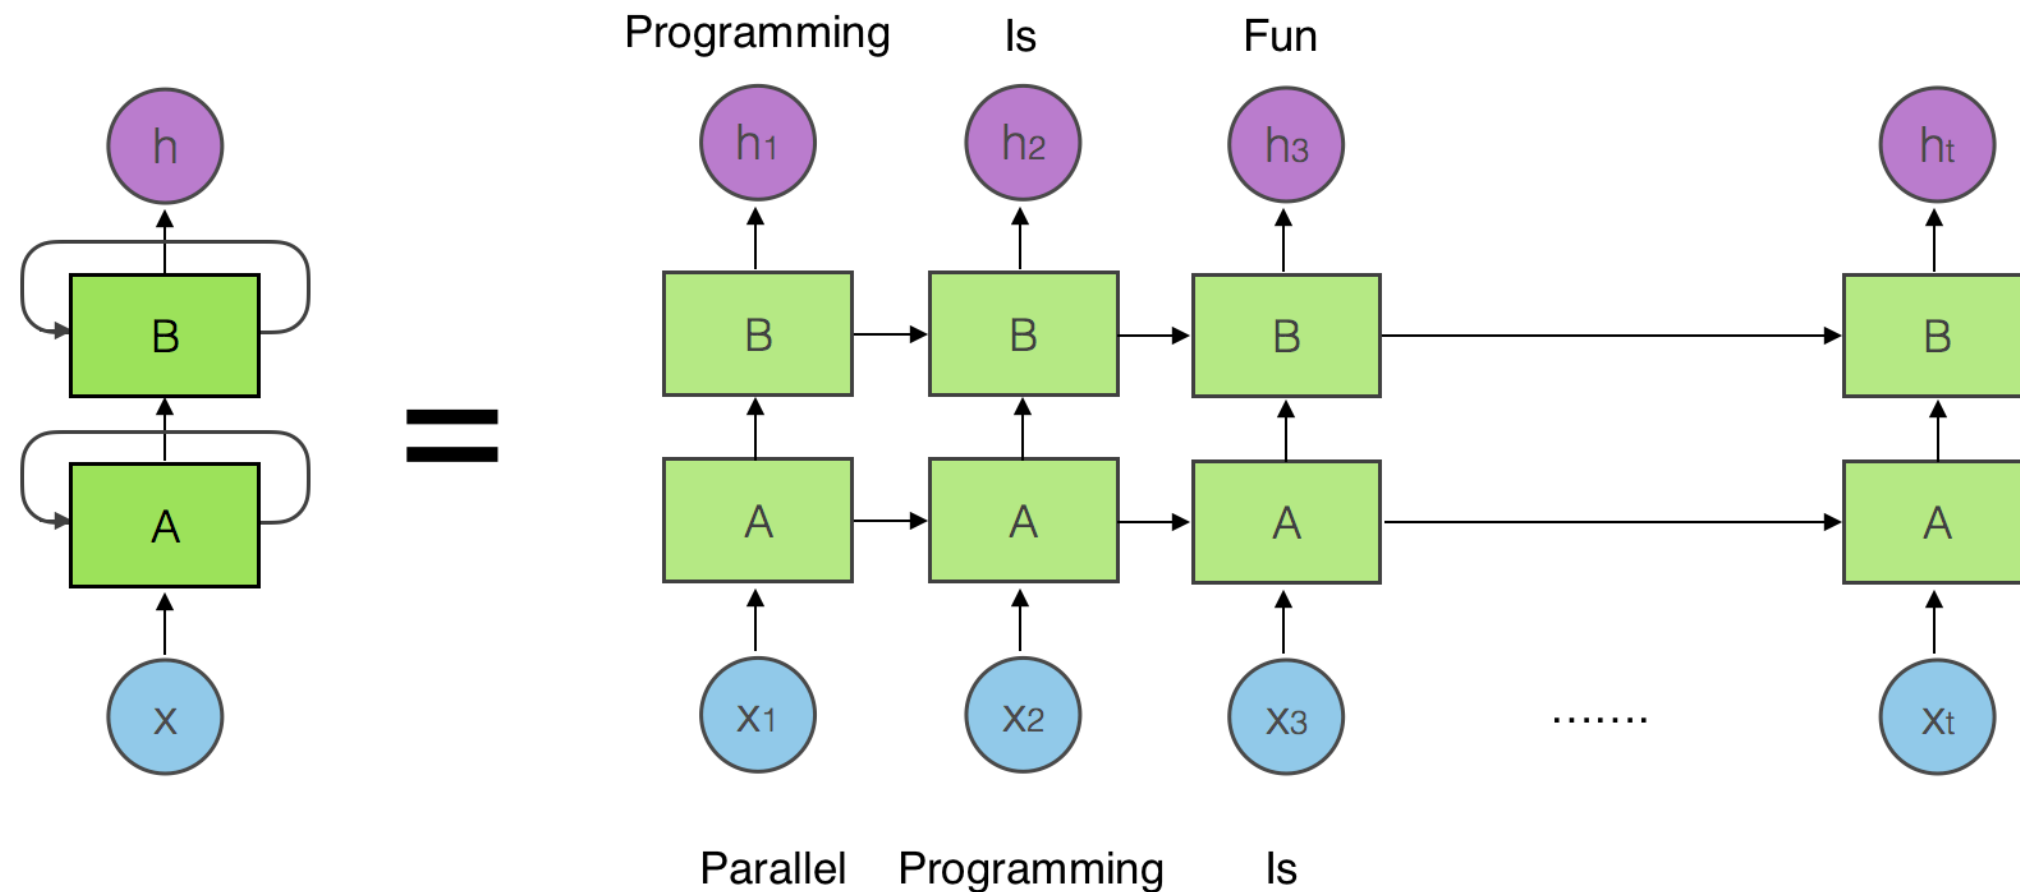 Programming Is Fun
h h1 h2 h3 ht
B B B B B
=
A A A A A
x x1 x2 x3 ....... xt
Parallel Programming Is